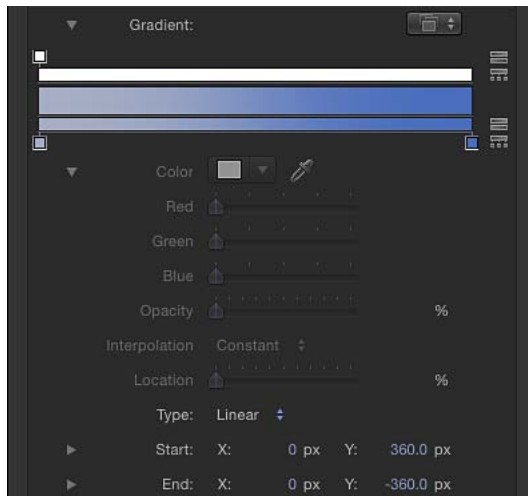 Gradient:
Color
Red
Green
Blue
Opacity %
Interpolation Constant
Location %
Type: Linear
Start: X: 0 px Y: 360.0 px
End: X: 0 px Y: -360.0 px